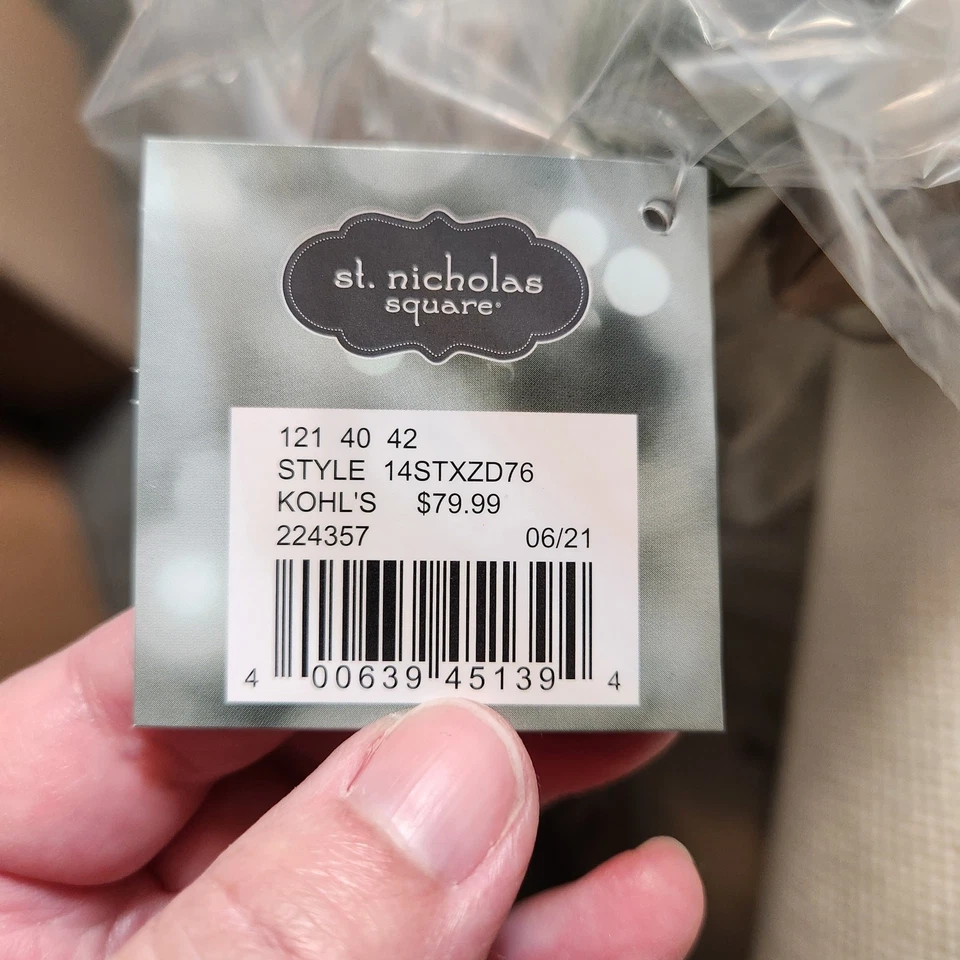 st. nicholas
square®
121 40 42
STYLE 14STXZD76
KOHL'S $79.99
224357 06/21
4 00639 45139 4